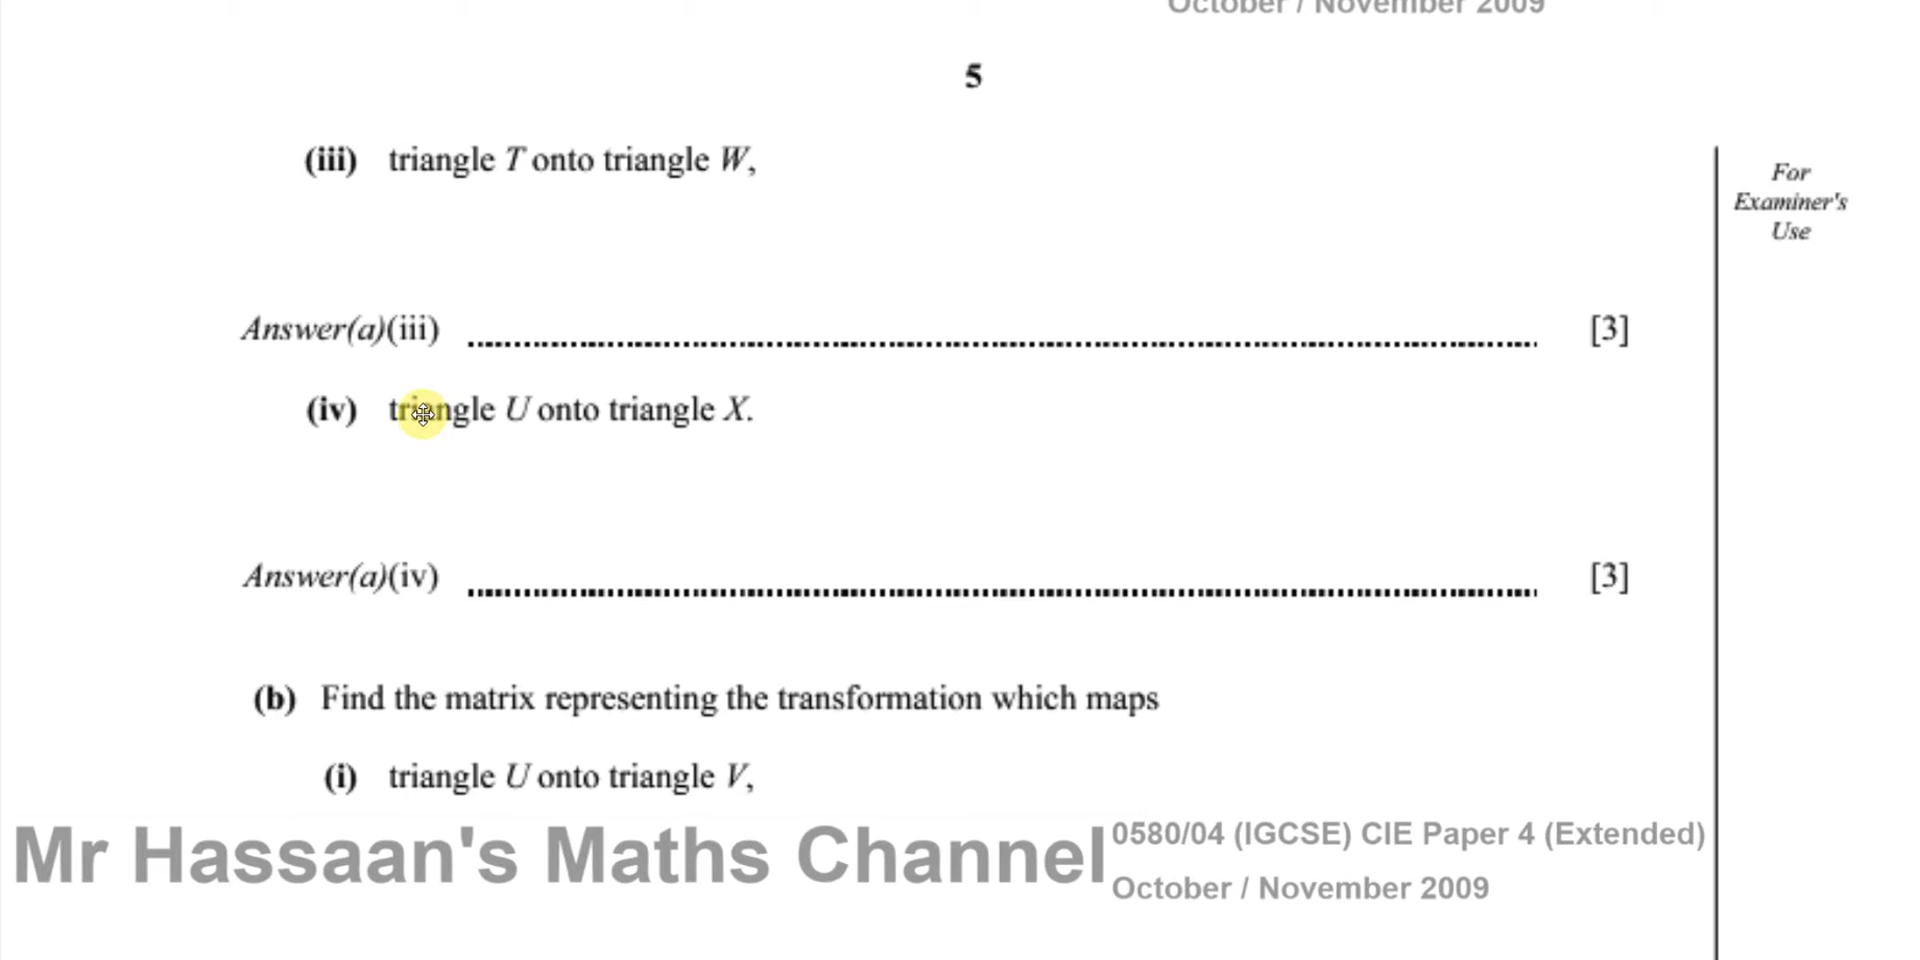 October / November 2009
5
(iii) triangle T onto triangle W,
For
Examiner's
Use
Answer(a)(iii) ........................................ [3]
(iv) triangle U onto triangle X.
Answer(a)(iv) ........................................ [3]
(b) Find the matrix representing the transformation which maps
(i) triangle U onto triangle V,
Mr Hassaan's Maths Channel
0580/04 (IGCSE) CIE Paper 4 (Extended)
October / November 2009